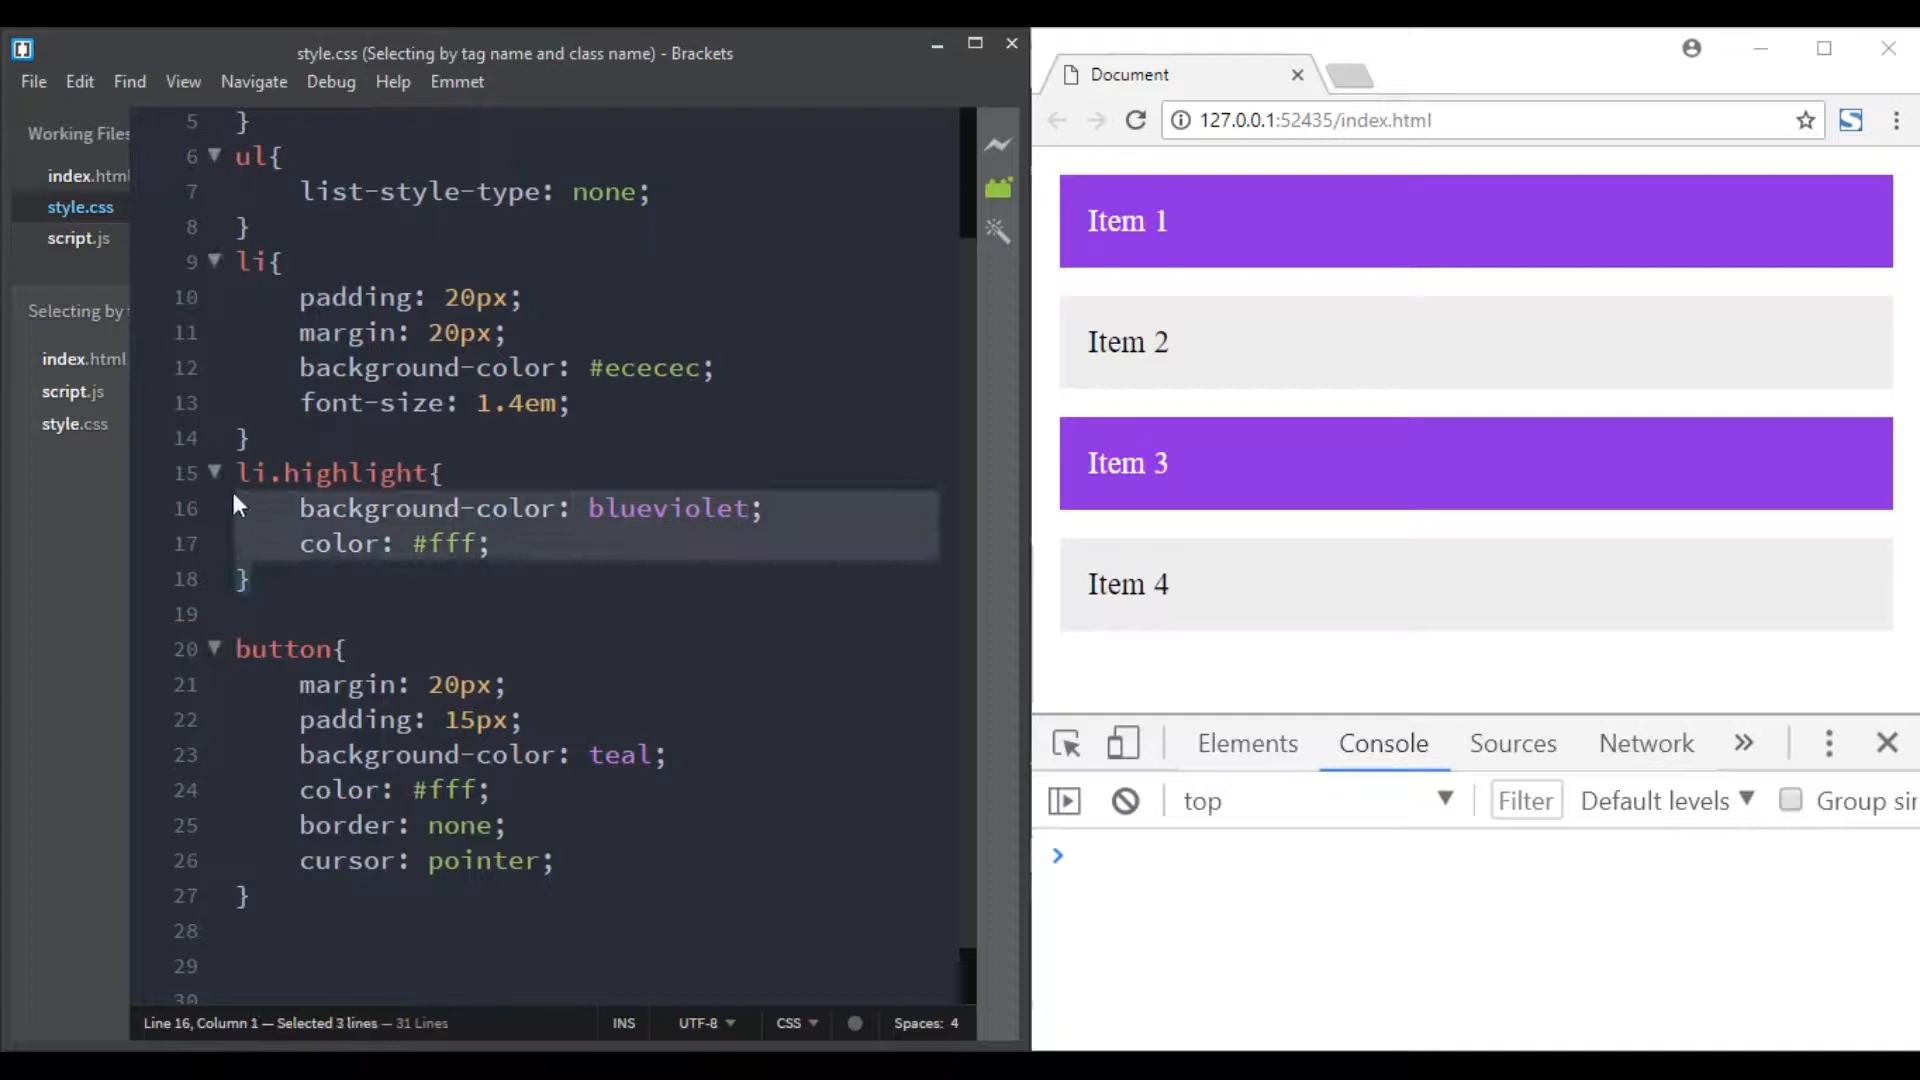 style.css (Selecting by tag name and class name) - Brackets
File Edit Find View Navigate Debug Help Emmet
Working Files
index.html
style.css
script.js
Selecting by
index.html
script.js
style.css
5 }
6 ul{
7 list-style-type: none;
8 }
9 li{
10 padding: 20px;
11 margin: 20px;
12 background-color: #ececec;
13 font-size: 1.4em;
14 }
15 li.highlight{
16 background-color: blueviolet;
17 color: #fff;
18 }
19
20 button{
21 margin: 20px;
22 padding: 15px;
23 background-color: teal;
24 color: #fff;
25 border: none;
26 cursor: pointer;
27 }
28
29
30
Line 16, Column 1 — Selected 3 lines — 31 Lines
INS UTF-8 CSS Spaces: 4
Document
127.0.0.1:52435/index.html
Item 1
Item 2
Item 3
Item 4
Elements Console Sources Network
top Filter Default levels Group